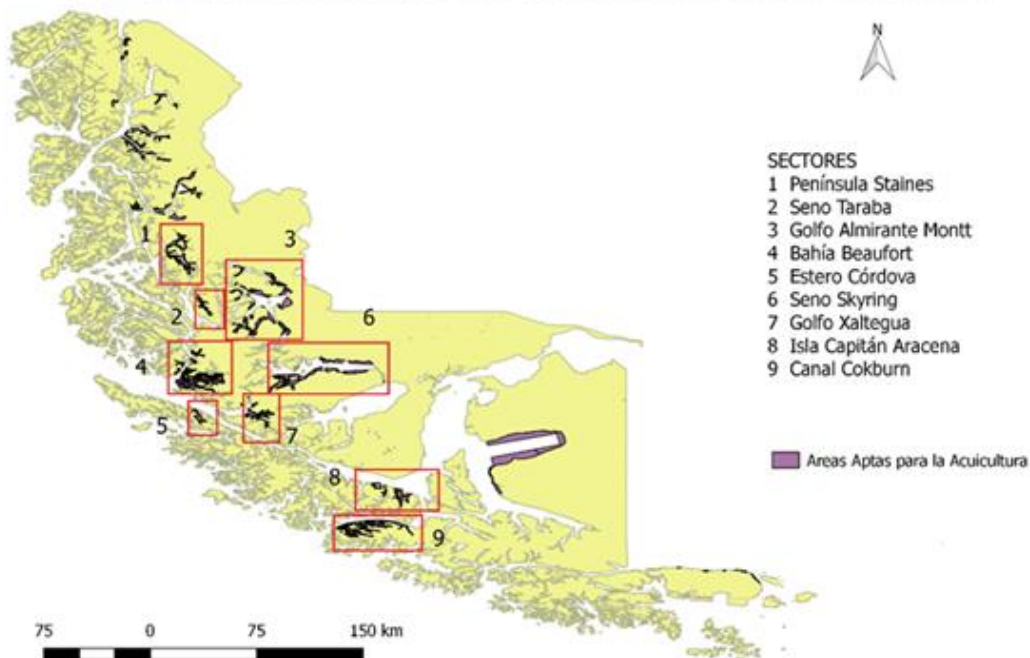 N
SECTORES
1 Península Staines
2 Seno Taraba
3 Golfo Almirante Montt
4 Bahía Beaufort
5 Estero Córdova
6 Seno Skyring
7 Golfo Xaltegua
8 Isla Capitán Aracena
9 Canal Cokburn
Areas Aptas para la Acuicultura
1
3
2
6
4
5
7
8
9
75 0 75 150 km